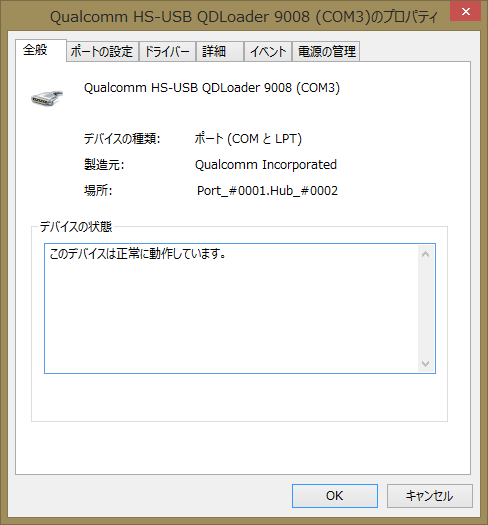 Qualcomm HS-USB QDLoader 9008 (COM3)のプロパティ
全般 ポートの設定 ドライバー 詳細 イベント 電源の管理
Qualcomm HS-USB QDLoader 9008 (COM3)
デバイスの種類: ポート (COM と LPT)
製造元: Qualcomm Incorporated
場所: Port_#0001.Hub_#0002
デバイスの状態
このデバイスは正常に動作しています。
OK キャンセル